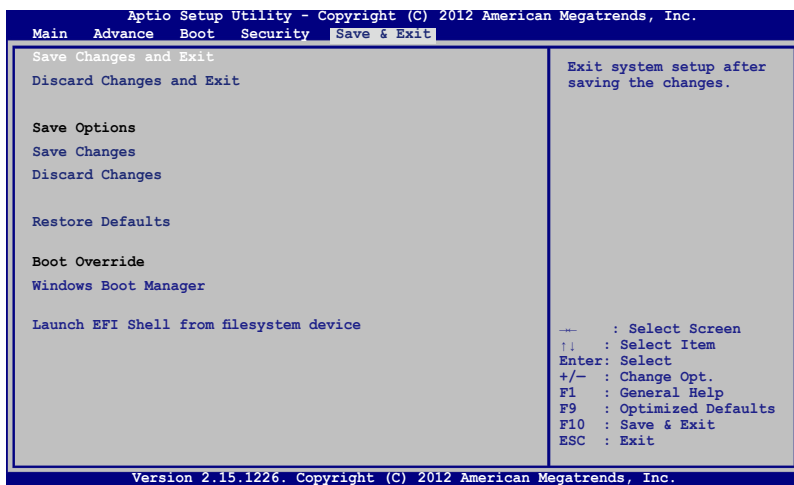 Aptio Setup Utility - Copyright (C) 2012 American Megatrends, Inc.
Main Advance Boot Security Save & Exit
Save Changes and Exit
Discard Changes and Exit
Save Options
Save Changes
Discard Changes
Restore Defaults
Boot Override
Windows Boot Manager
Launch EFI Shell from filesystem device
Exit system setup after
saving the changes.
→← : Select Screen
↑↓ : Select Item
Enter: Select
+/— : Change Opt.
F1 : General Help
F9 : Optimized Defaults
F10 : Save & Exit
ESC : Exit
Version 2.15.1226. Copyright (C) 2012 American Megatrends, Inc.